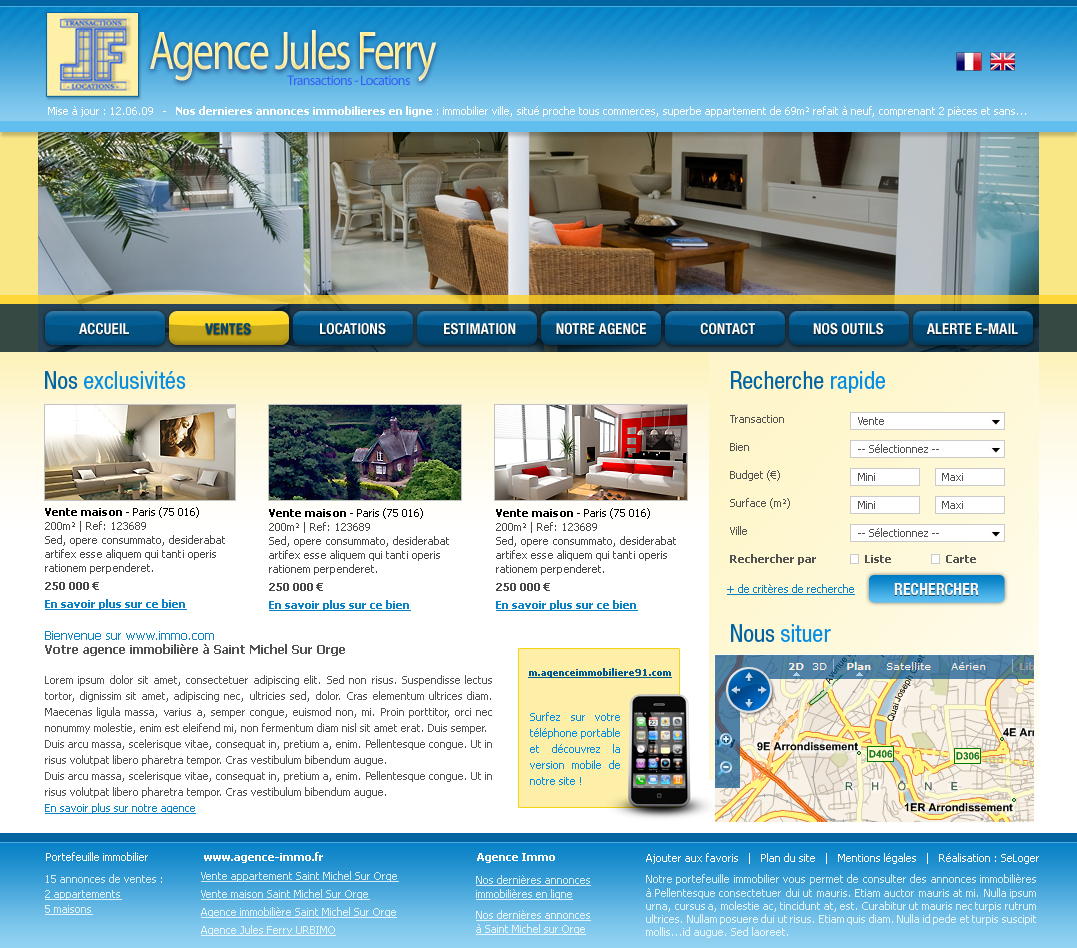 TRANSACTIONS
JF
LOCATIONS
Agence Jules Ferry
Transactions - Locations
Mise à jour : 12.06.09 - Nos dernieres annonces immobilieres en ligne : immobilier ville, situé proche tous commerces, superbe appartement de 69m² refait à neuf, comprenant 2 pièces et sans...
ACCUEIL
VENTES
LOCATIONS
ESTIMATION
NOTRE AGENCE
CONTACT
NOS OUTILS
ALERTE E-MAIL
Nos exclusivités
Vente maison - Paris (75 016)
200m² | Ref: 123689
Sed, opere consummato, desiderabat
artifex esse aliquem qui tanti operis
rationem perpenderet.
250 000 €
En savoir plus sur ce bien
Vente maison - Paris (75 016)
200m² | Ref: 123689
Sed, opere consummato, desiderabat
artifex esse aliquem qui tanti operis
rationem perpenderet.
250 000 €
En savoir plus sur ce bien
Vente maison - Paris (75 016)
200m² | Ref: 123689
Sed, opere consummato, desiderabat
artifex esse aliquem qui tanti operis
rationem perpenderet.
250 000 €
En savoir plus sur ce bien
Bienvenue sur www.immo.com
Votre agence immobilière à Saint Michel Sur Orge
Lorem ipsum dolor sit amet, consectetuer adipiscing elit. Sed non risus. Suspendisse lectus
tortor, dignissim sit amet, adipiscing nec, ultricies sed, dolor. Cras elementum ultrices diam.
Maecenas ligula massa, varius a, semper congue, euismod non, mi. Proin porttitor, orci nec
nonummy molestie, enim est eleifend mi, non fermentum diam nisl sit amet erat. Duis semper.
Duis arcu massa, scelerisque vitae, consequat in, pretium a, enim. Pellentesque congue. Ut in
risus volutpat libero pharetra tempor. Cras vestibulum bibendum augue.
Duis arcu massa, scelerisque vitae, consequat in, pretium a, enim. Pellentesque congue. Ut in
risus volutpat libero pharetra tempor. Cras vestibulum bibendum augue.
En savoir plus sur notre agence
m.agenceimmobiliere91.com
Surfez sur votre
téléphone portable
et découvrez la
version mobile de
notre site !
Recherche rapide
Transaction
Vente
Bien
-- Sélectionnez --
Budget (€)
Mini
Maxi
Surface (m²)
Mini
Maxi
Ville
-- Sélectionnez --
Rechercher par
Liste
Carte
+ de critères de recherche
RECHERCHER
Nous situer
2D 3D | Plan Satellite Aérien | Lib
Avenue
Quai Joseph
9E Arrondissement
D406
D306
4E Arr
RHÔNE
1ER Arrondissement
Portefeuille immobilier
15 annonces de ventes :
2 appartements
5 maisons
www.agence-immo.fr
Vente appartement Saint Michel Sur Orge
Vente maison Saint Michel Sur Orge
Agence immobilière Saint Michel Sur Orge
Agence Jules Ferry URBIMO
Agence Immo
Nos dernières annonces
immobilières en ligne
Nos dernières annonces
à Saint Michel sur Orge
Ajouter aux favoris | Plan du site | Mentions légales | Réalisation : SeLoger
Notre portefeuille immobilier vous permet de consulter des annonces immobilières
à Pellentesque consectetuer dui ut mauris. Etiam auctor mauris at mi. Nulla ipsum
urna, cursus a, molestie ac, tincidunt at, est. Curabitur ut mauris nec turpis rutrum
ultrices. Nullam posuere dui ut risus. Etiam quis diam. Nulla id pede et turpis suscipit
mollis...id augue. Sed laoreet.